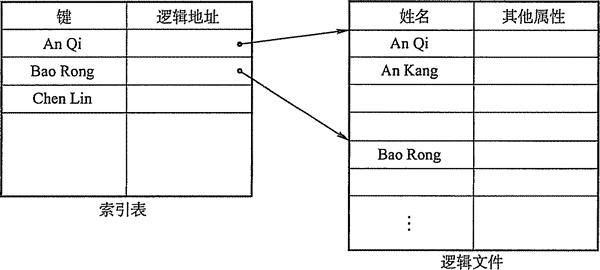 键 逻辑地址
An Qi
Bao Rong
Chen Lin
索引表
姓名 其他属性
An Qi
An Kang
Bao Rong
⋮
逻辑文件